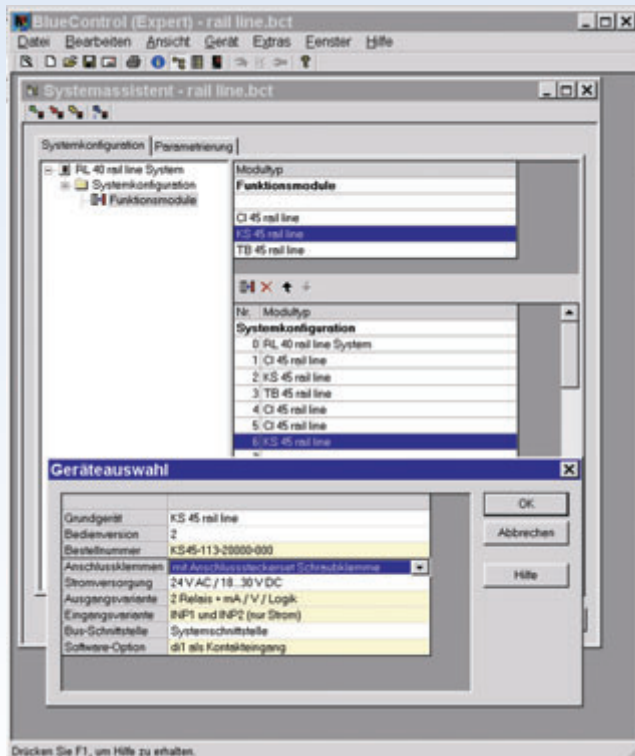 BlueControl (Expert) - rail line.bct
Datei Bearbeiten Ansicht Gerät Extras Fenster Hilfe
Systemassistent - rail line.bct
Systemkonfiguration Parametrierung
RL 40 rail line System
Systemkonfiguration
Funktionsmodule
Modultyp
Funktionsmodule
CI 45 rail line
KS 45 rail line
TB 45 rail line
Nr. Modultyp
Systemkonfiguration
0 RL 40 rail line System
1 CI 45 rail line
2 KS 45 rail line
3 TB 45 rail line
4 CI 45 rail line
5 CI 45 rail line
6 KS 45 rail line
Geräteauswahl
Grundgerät KS 45 rail line
Bedienversion 2
Bestellnummer KS45-113-20000-000
Anschlussklemmen mit Anschlusssteckerset Schraubklemme
Stromversorgung 24 V AC / 18...30 V DC
Ausgangsvariante 2 Relais + mA / V / Logik
Eingangsvariante INP1 und INP2 (nur Strom)
Bus-Schnittstelle Systemschnittstelle
Software-Option di1 als Kontakteingang
OK
Abbrechen
Hilfe
Drücken Sie F1, um Hilfe zu erhalten.